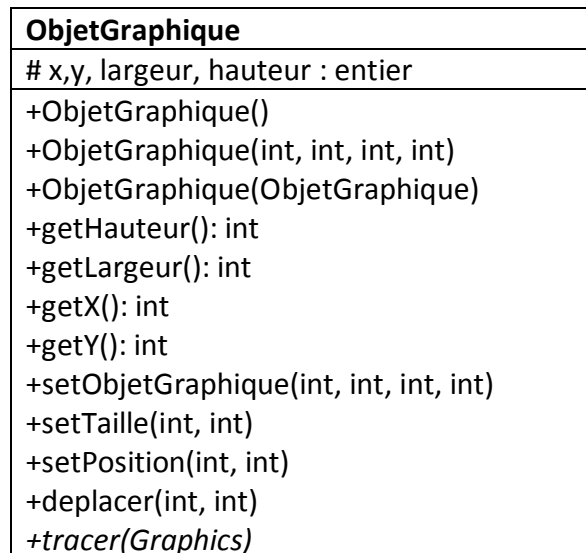 ObjetGraphique
# x,y, largeur, hauteur : entier
+ObjetGraphique()
+ObjetGraphique(int, int, int, int)
+ObjetGraphique(ObjetGraphique)
+getHauteur(): int
+getLargeur(): int
+getX(): int
+getY(): int
+setObjetGraphique(int, int, int, int)
+setTaille(int, int)
+setPosition(int, int)
+deplacer(int, int)
+tracer(Graphics)